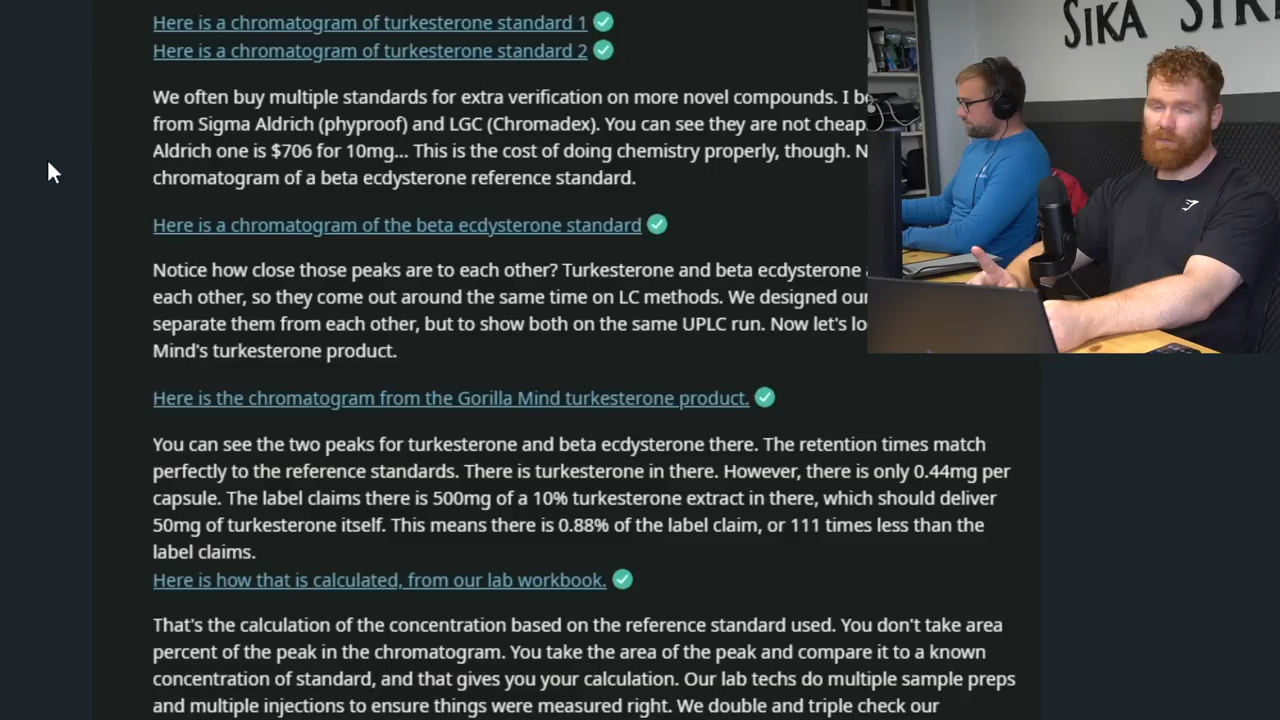 Here is a chromatogram of turkesterone standard 1
Here is a chromatogram of turkesterone standard 2
We often buy multiple standards for extra verification on more novel compounds. I
from Sigma Aldrich (phyproof) and LGC (Chromadex). You can see they are not cheap.
Aldrich one is $706 for 10mg... This is the cost of doing chemistry properly, though.
chromatogram of a beta ecdysterone reference standard.
Here is a chromatogram of the beta ecdysterone standard
Notice how close those peaks are to each other? Turkesterone and beta ecdysterone
each other, so they come out around the same time on LC methods. We designed our
separate them from each other, but to show both on the same UPLC run. Now let's
Mind's turkesterone product.
Here is the chromatogram from the Gorilla Mind turkesterone product.
You can see the two peaks for turkesterone and beta ecdysterone there. The retention times match
perfectly to the reference standards. There is turkesterone in there. However, there is only 0.44mg per
capsule. The label claims there is 500mg of a 10% turkesterone extract in there, which should deliver
50mg of turkesterone itself. This means there is 0.88% of the label claim, or 111 times less than the
label claims.
Here is how that is calculated, from our lab workbook.
That's the calculation of the concentration based on the reference standard used. You don't take area
percent of the peak in the chromatogram. You take the area of the peak and compare it to a known
concentration of standard, and that gives you your calculation. Our lab techs do multiple sample preps
and multiple injections to ensure things were measured right. We double and triple check our
SIKA